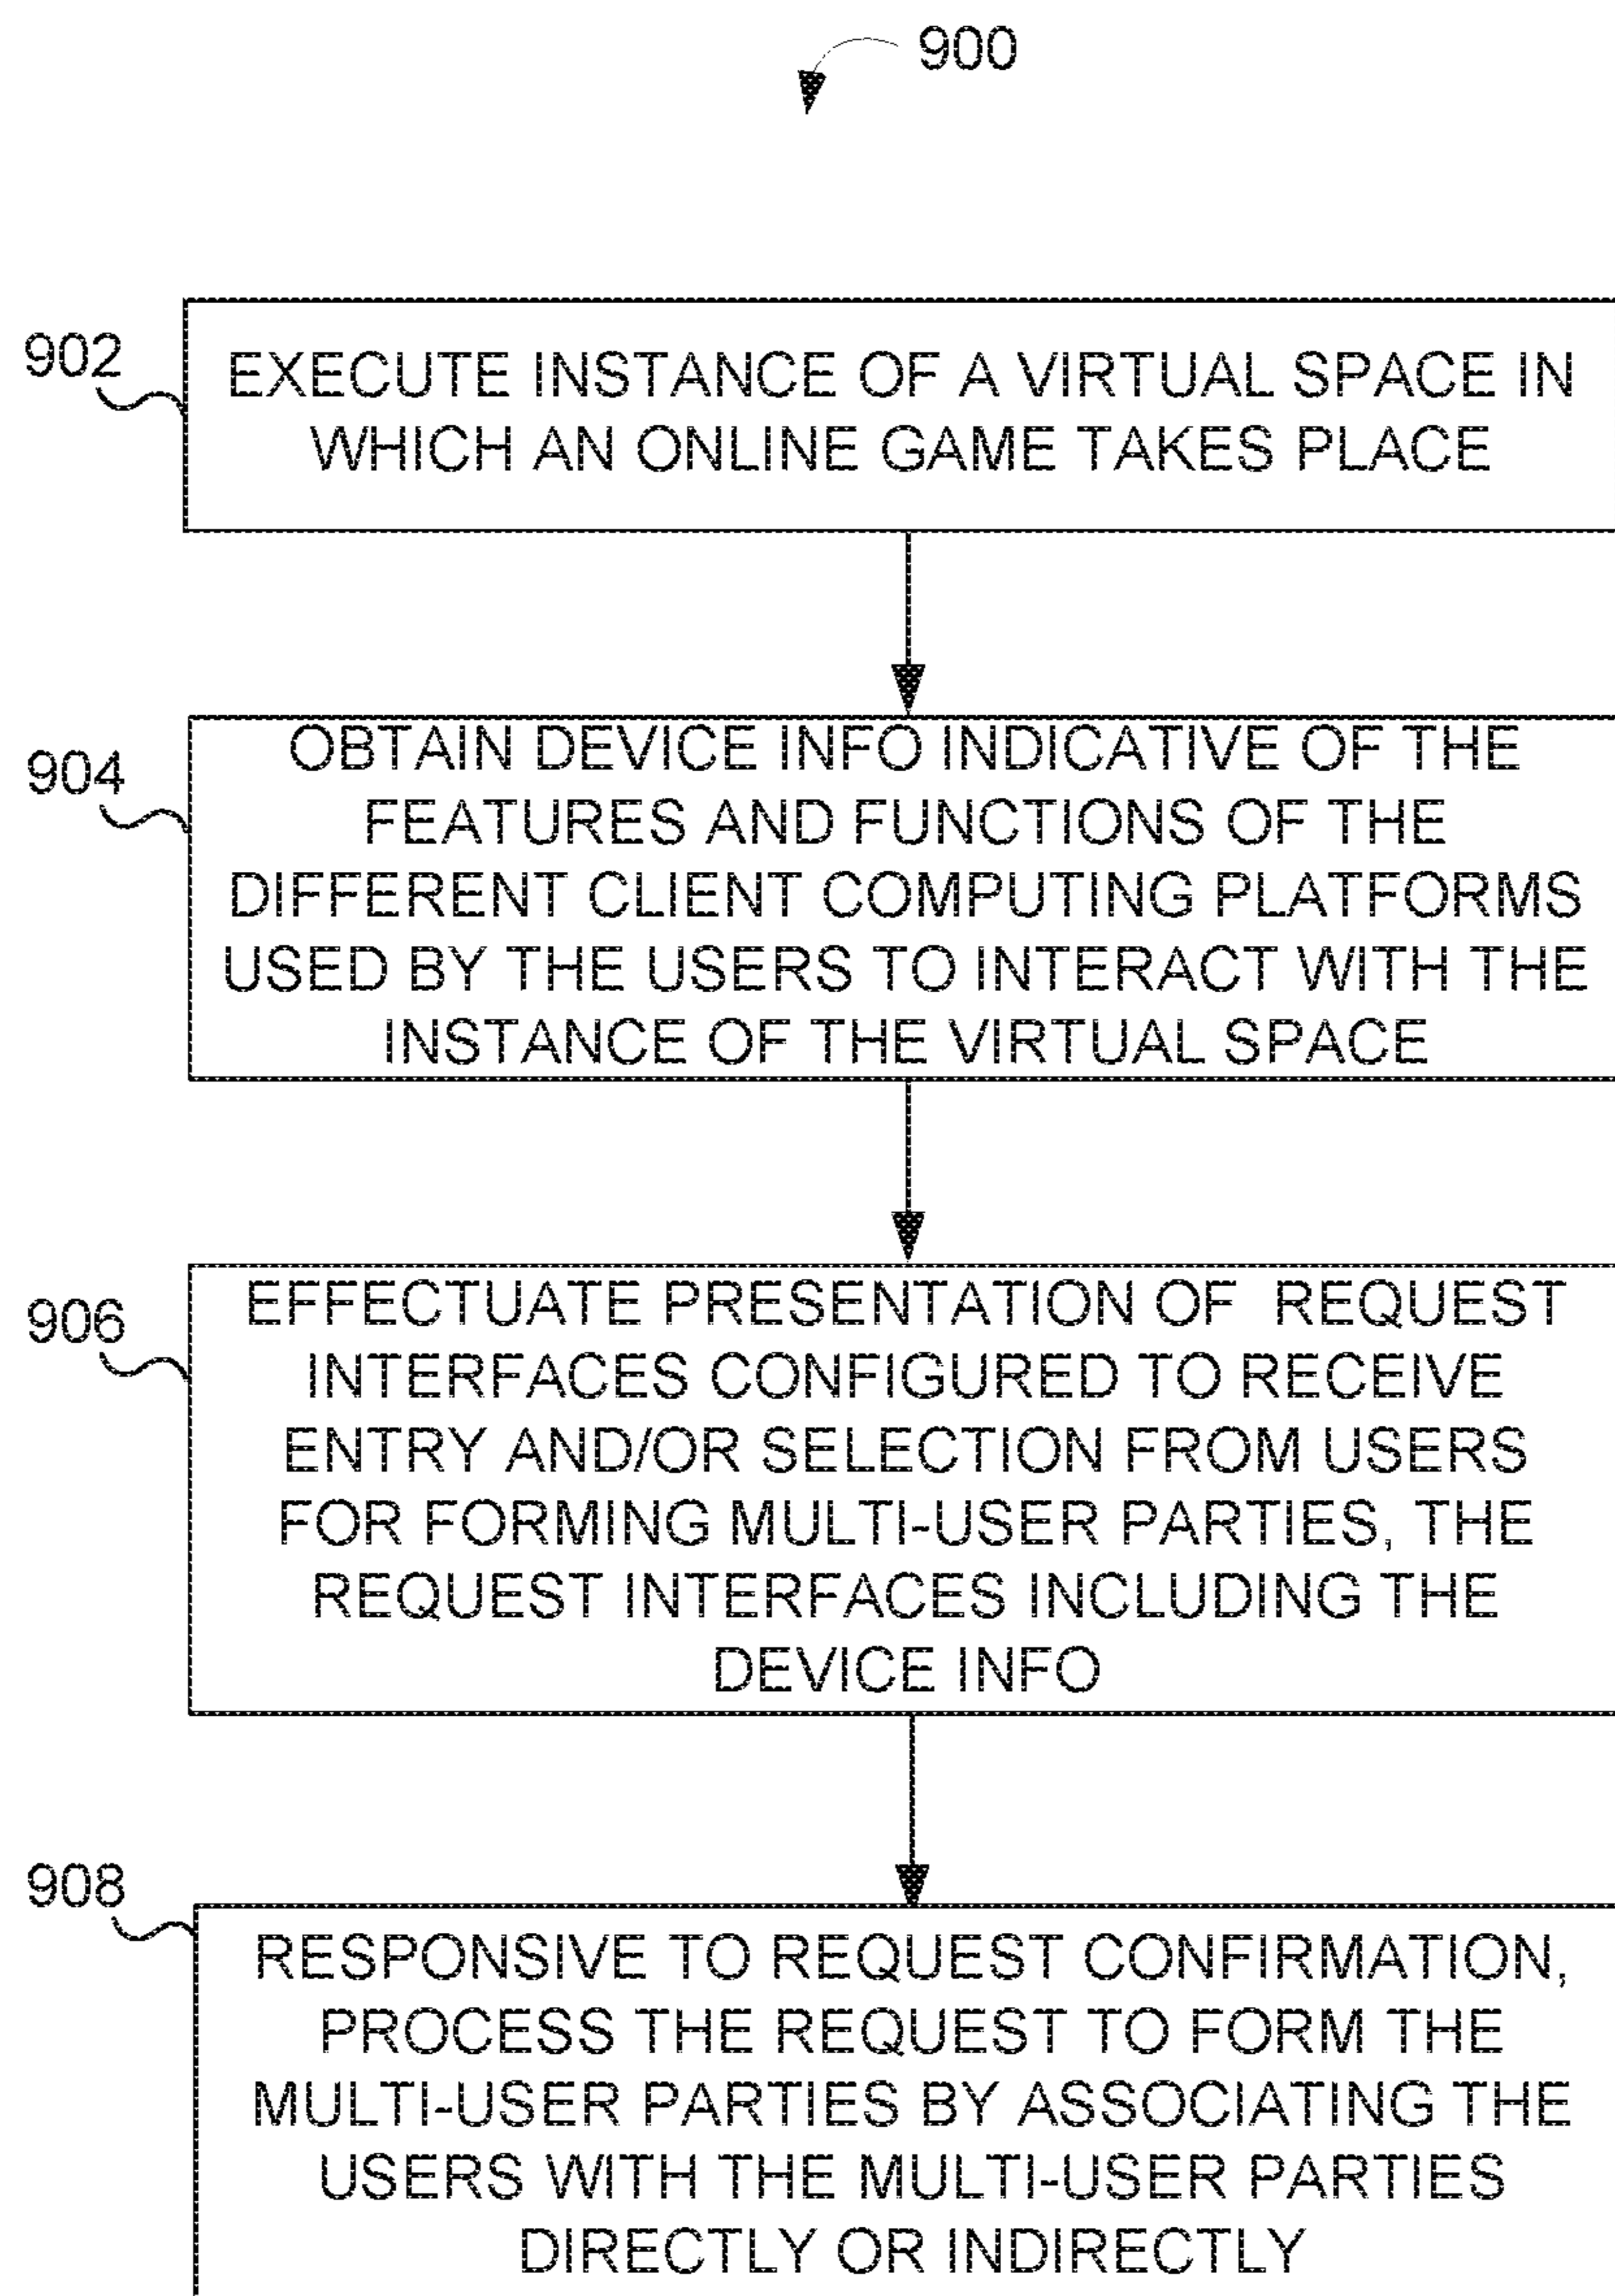 900
902
EXECUTE INSTANCE OF A VIRTUAL SPACE IN
WHICH AN ONLINE GAME TAKES PLACE
904
OBTAIN DEVICE INFO INDICATIVE OF THE
FEATURES AND FUNCTIONS OF THE
DIFFERENT CLIENT COMPUTING PLATFORMS
USED BY THE USERS TO INTERACT WITH THE
INSTANCE OF THE VIRTUAL SPACE
906
EFFECTUATE PRESENTATION OF REQUEST
INTERFACES CONFIGURED TO RECEIVE
ENTRY AND/OR SELECTION FROM USERS
FOR FORMING MULTI-USER PARTIES, THE
REQUEST INTERFACES INCLUDING THE
DEVICE INFO
908
RESPONSIVE TO REQUEST CONFIRMATION,
PROCESS THE REQUEST TO FORM THE
MULTI-USER PARTIES BY ASSOCIATING THE
USERS WITH THE MULTI-USER PARTIES
DIRECTLY OR INDIRECTLY